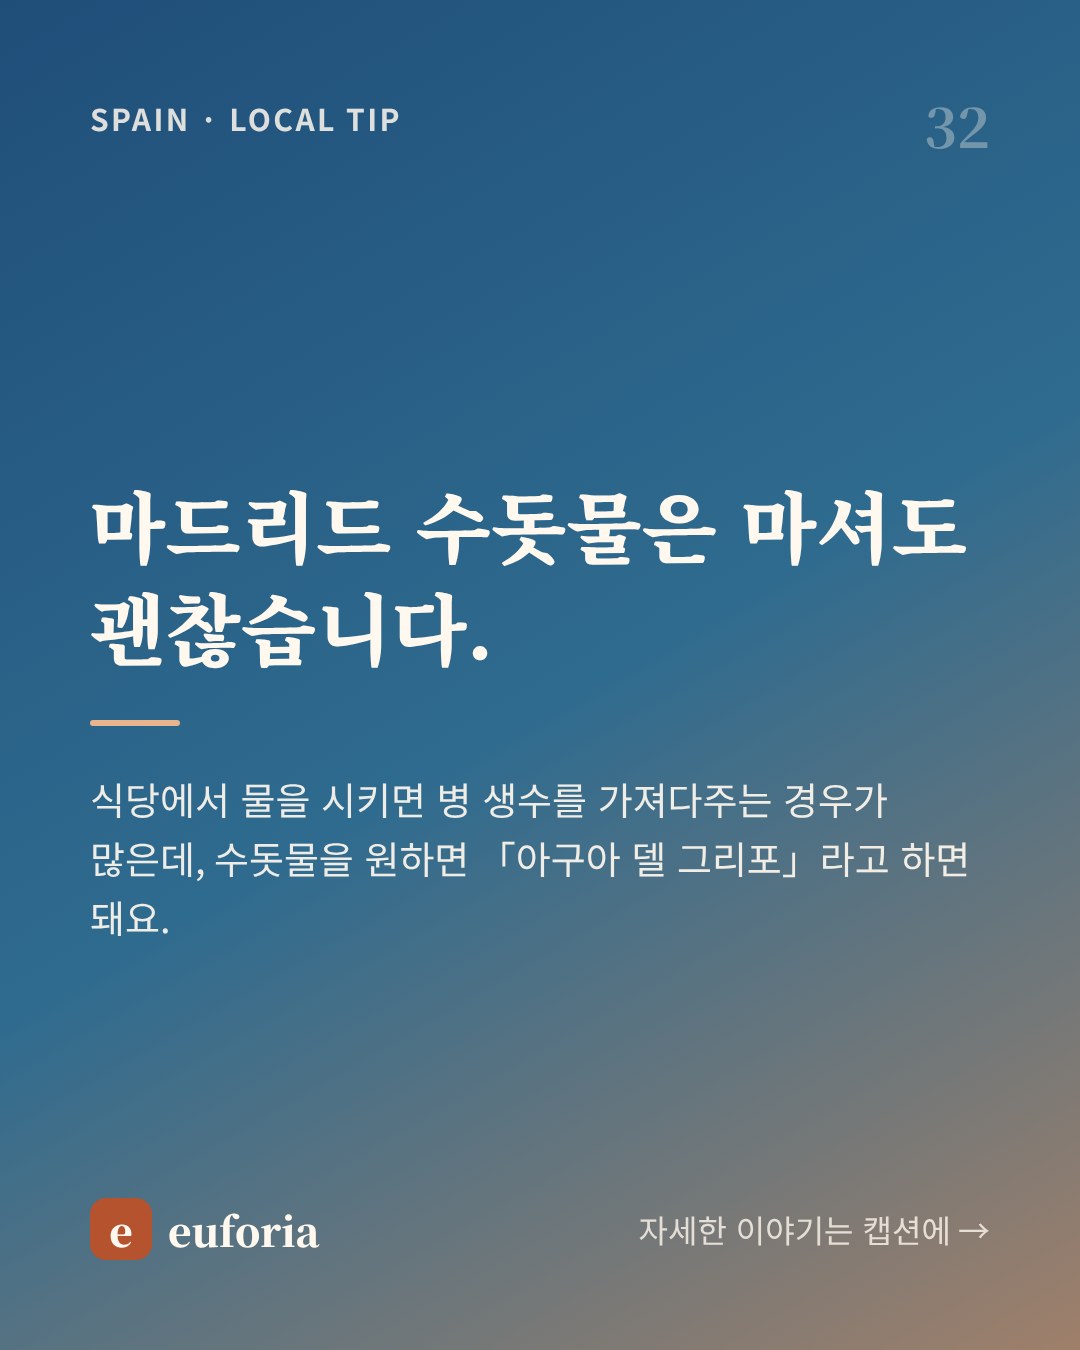 SPAIN · LOCAL TIP
32
마드리드 수돗물은 마셔도
괜찮습니다.
식당에서 물을 시키면 병 생수를 가져다주는 경우가
많은데, 수돗물을 원하면 「아구아 델 그리포」라고 하면
돼요.
e euforia
자세한 이야기는 캡션에 →